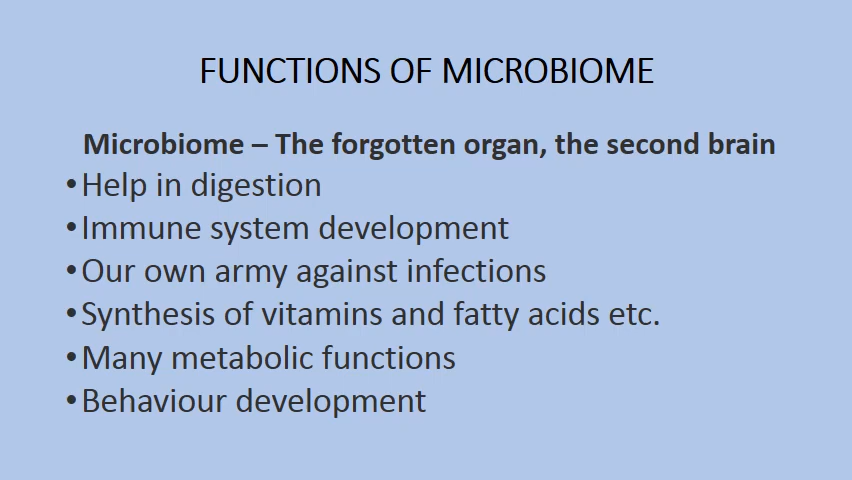 FUNCTIONS OF MICROBIOME
Microbiome – The forgotten organ, the second brain
•Help in digestion
•Immune system development
•Our own army against infections
•Synthesis of vitamins and fatty acids etc.
•Many metabolic functions
•Behaviour development